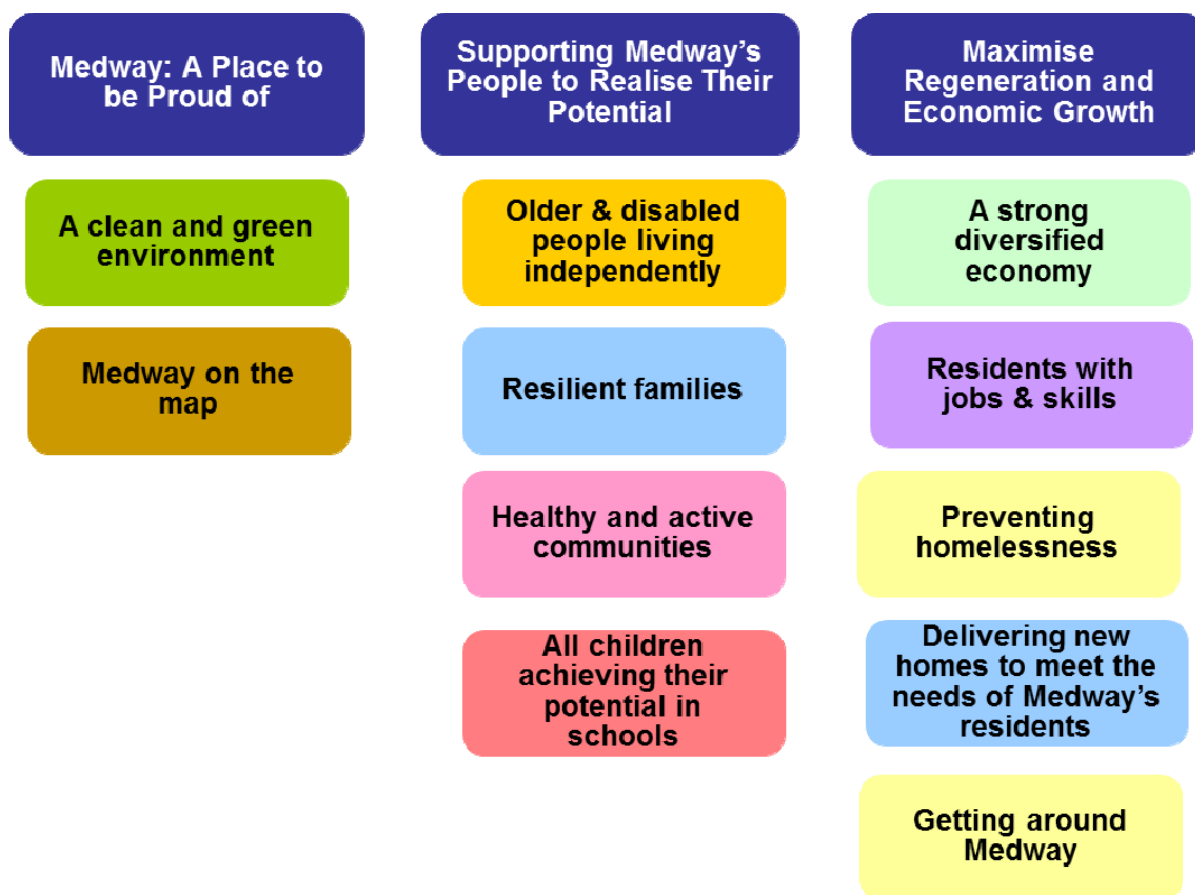 Medway: A Place to
be Proud of
A clean and green
environment
Medway on the
map
Supporting Medway’s
People to Realise Their
Potential
Older & disabled
people living
independently
Resilient families
Healthy and active
communities
All children
achieving their
potential in
schools
Maximise
Regeneration and
Economic Growth
A strong
diversified
economy
Residents with
jobs & skills
Preventing
homelessness
Delivering new
homes to meet the
needs of Medway’s
residents
Getting around
Medway